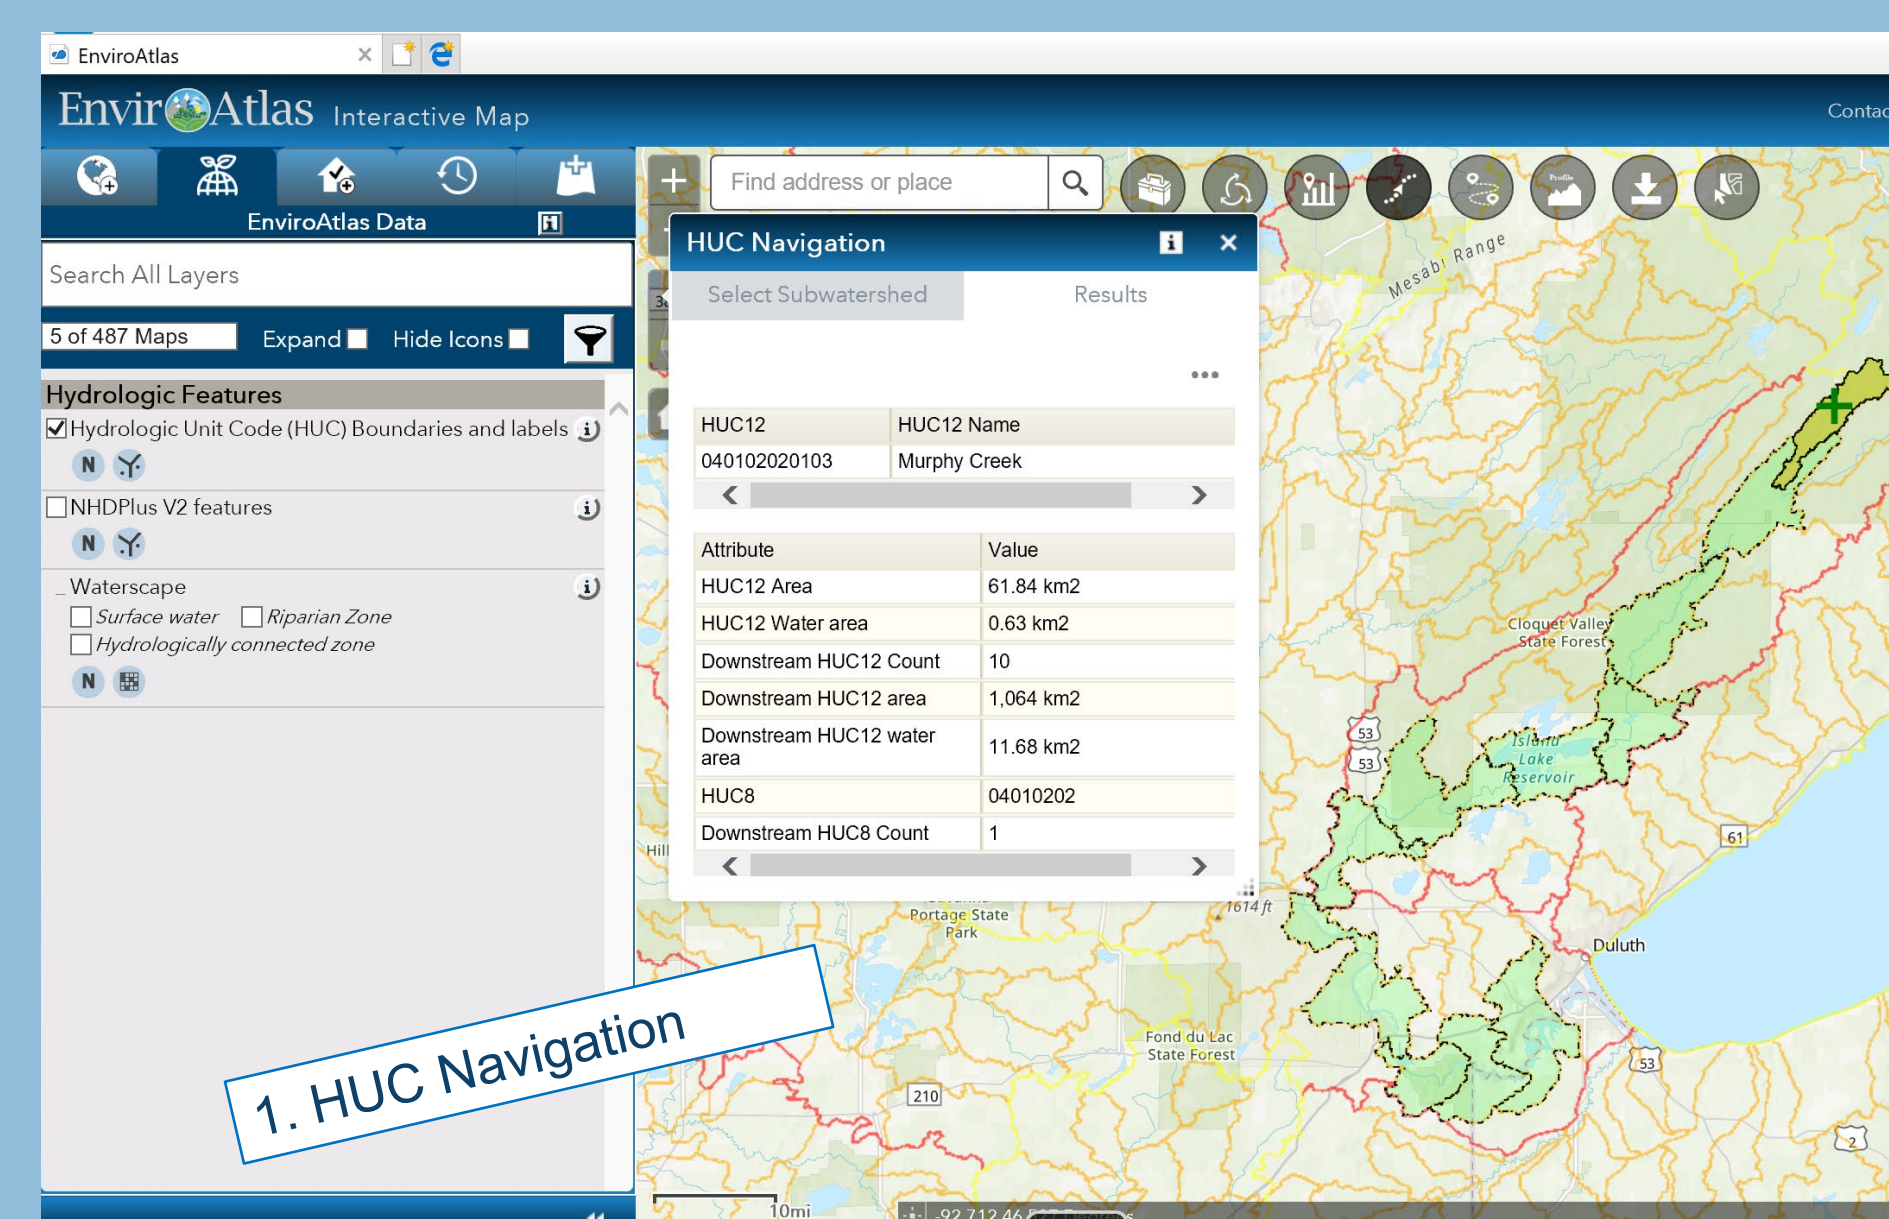 EnviroAtlas
EnviroAtlas Interactive Map
Contac
EnviroAtlas Data
Search All Layers
5 of 487 Maps Expand Hide Icons
Hydrologic Features
Hydrologic Unit Code (HUC) Boundaries and labels
N
NHDPlus V2 features
N
Waterscape
Surface water Riparian Zone
Hydrologically connected zone
N
Find address or place
Profile
HUC Navigation
Select Subwatershed Results
HUC12 HUC12 Name
040102020103 Murphy Creek
Attribute Value
HUC12 Area 61.84 km2
HUC12 Water area 0.63 km2
Downstream HUC12 Count 10
Downstream HUC12 area 1,064 km2
Downstream HUC12 water
area 11.68 km2
HUC8 04010202
Downstream HUC8 Count 1
Mesabi Range
Cloquet Valley
State Forest
53
53
Island
Lake
Reservoir
61
Hill
1614 ft
Portage State
Park
Duluth
Fond du Lac
State Forest
53
210
2
10mi
1. HUC Navigation